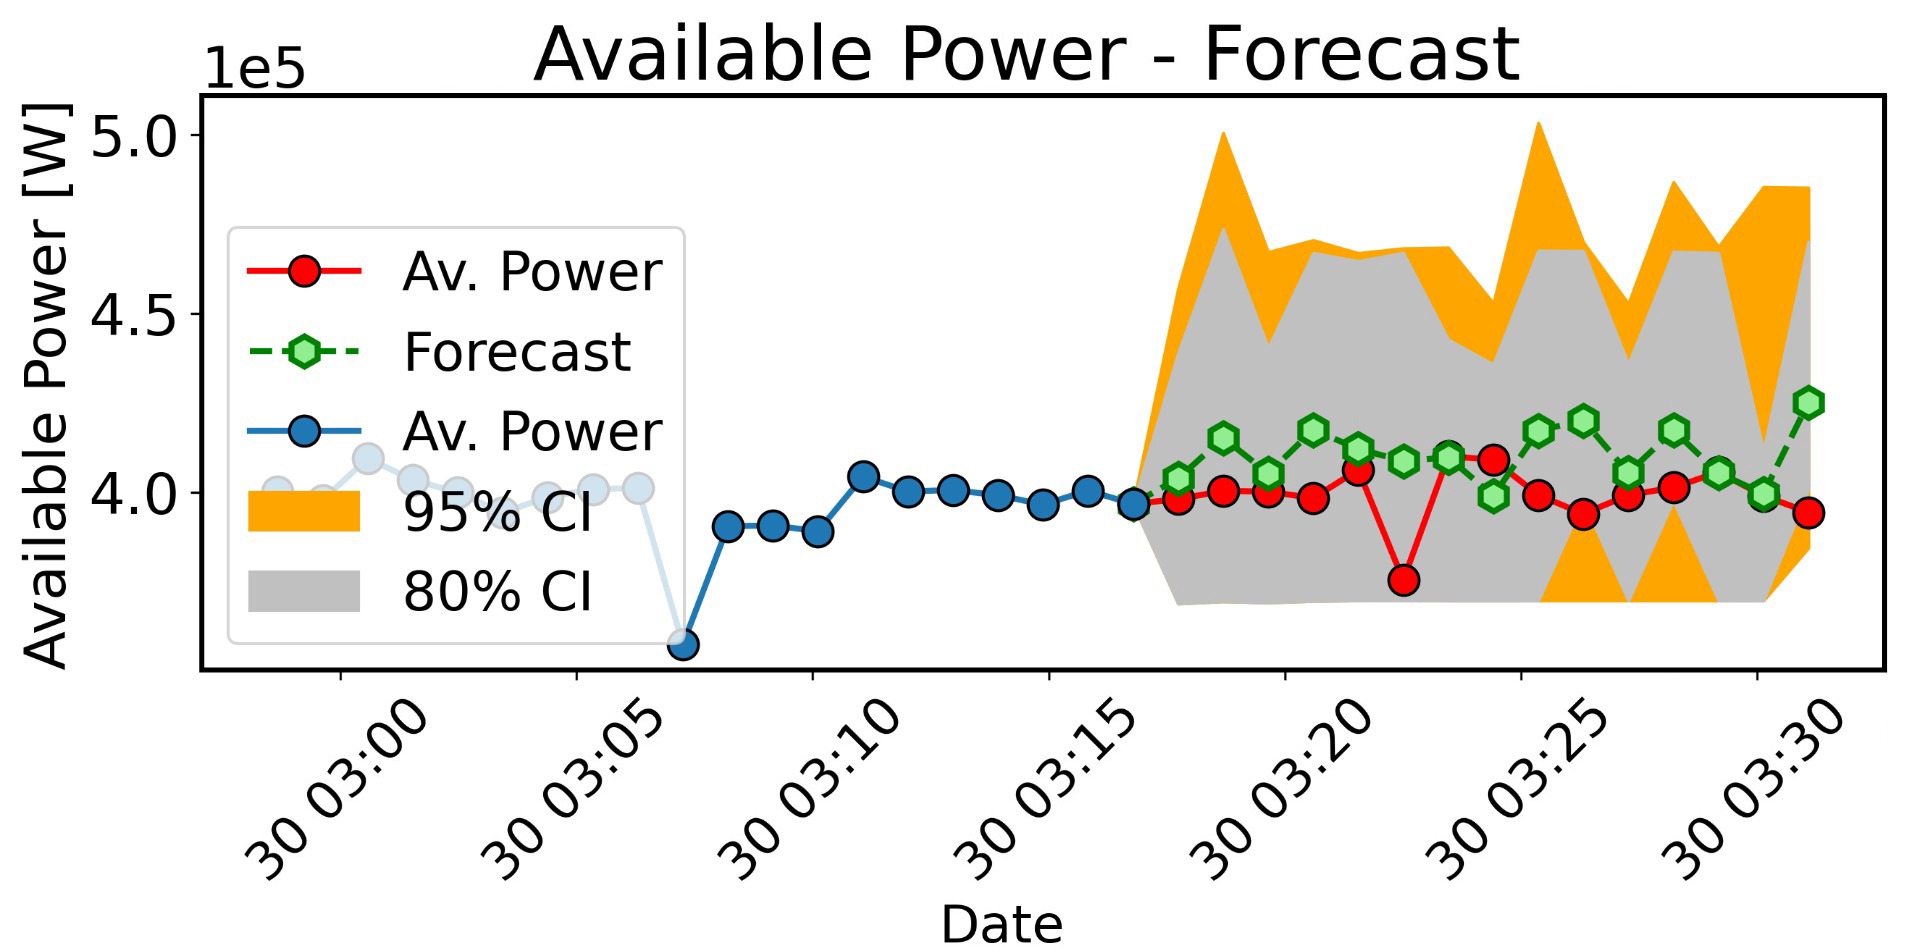 Available Power - Forecast
1e5
Available Power [W]
5.0
4.5
4.0
Av. Power
Forecast
Av. Power
95% CI
80% CI
30 03:00
30 03:05
30 03:10
30 03:15
30 03:20
30 03:25
30 03:30
Date